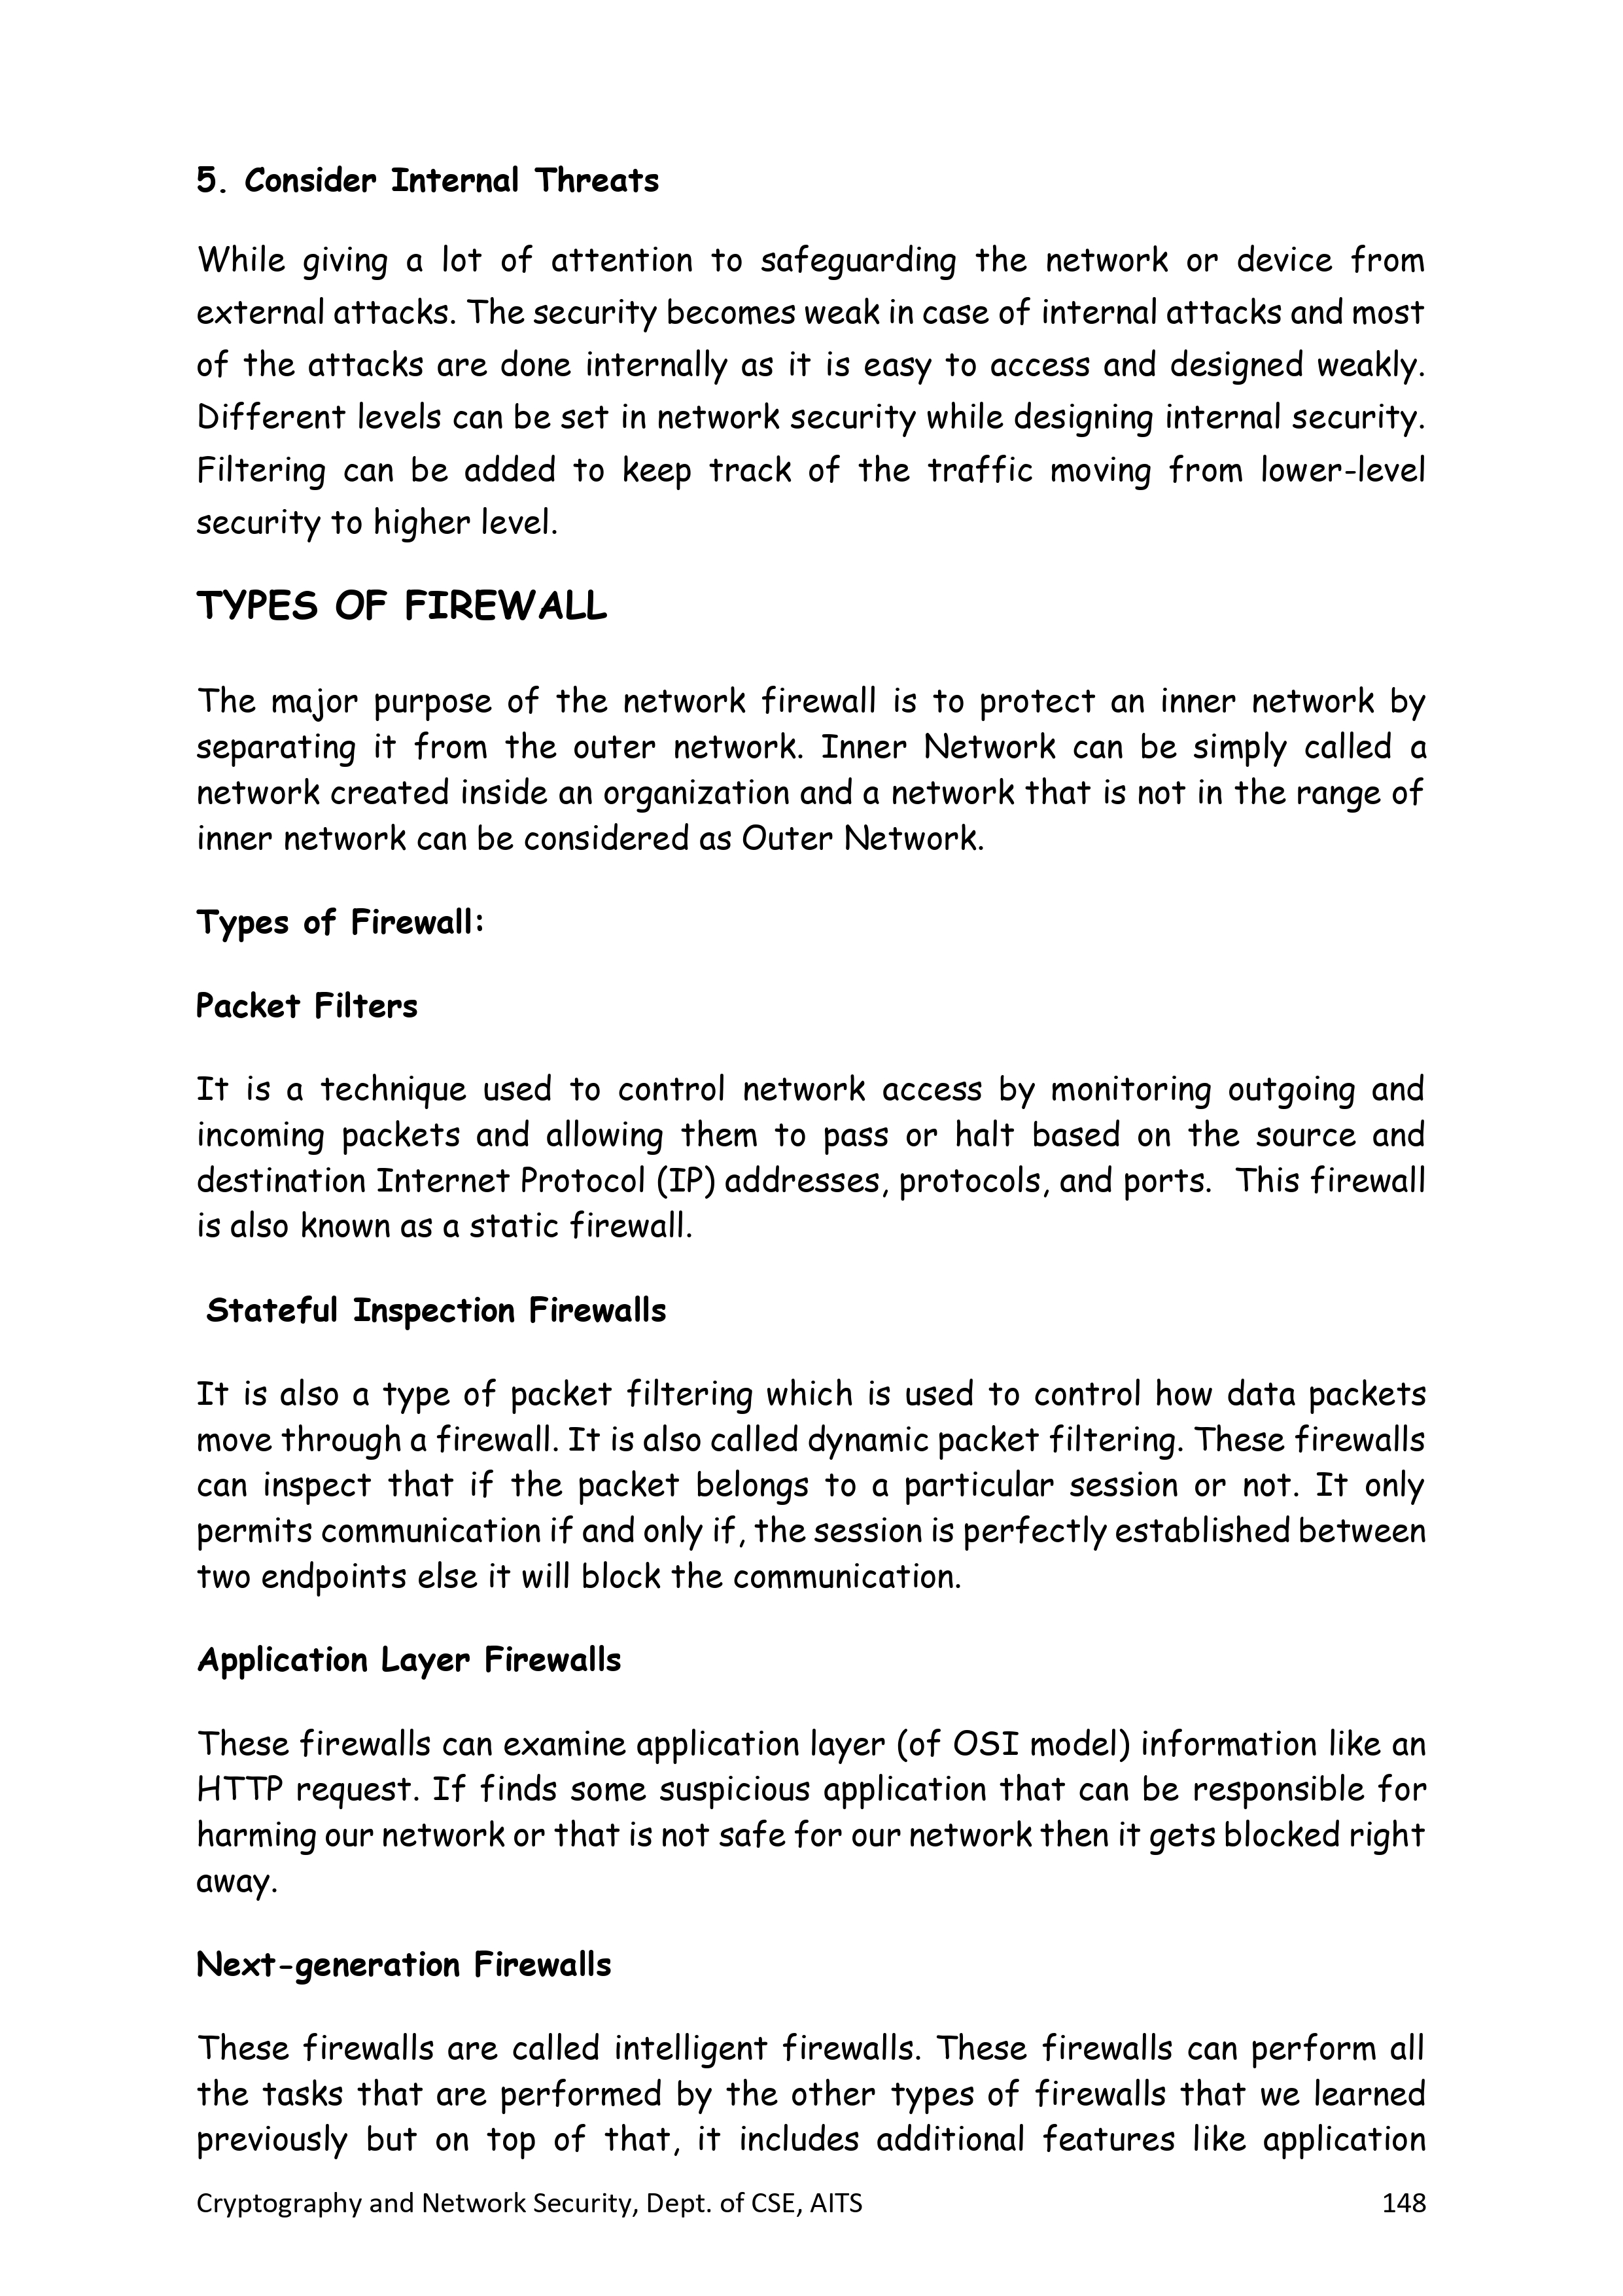 5. Consider Internal Threats
While giving a lot of attention to safeguarding the network or device from
external attacks. The security becomes weak in case of internal attacks and most
of the attacks are done internally as it is easy to access and designed weakly.
Different levels can be set in network security while designing internal security.
Filtering can be added to keep track of the traffic moving from lower-level
security to higher level.
TYPES OF FIREWALL
The major purpose of the network firewall is to protect an inner network by
separating it from the outer network. Inner Network can be simply called a
network created inside an organization and a network that is not in the range of
inner network can be considered as Outer Network.
Types of Firewall:
Packet Filters
It is a technique used to control network access by monitoring outgoing and
incoming packets and allowing them to pass or halt based on the source and
destination Internet Protocol (IP) addresses, protocols, and ports. This firewall
is also known as a static firewall.
Stateful Inspection Firewalls
It is also a type of packet filtering which is used to control how data packets
move through a firewall. It is also called dynamic packet filtering. These firewalls
can inspect that if the packet belongs to a particular session or not. It only
permits communication if and only if, the session is perfectly established between
two endpoints else it will block the communication.
Application Layer Firewalls
These firewalls can examine application layer (of OSI model) information like an
HTTP request. If finds some suspicious application that can be responsible for
harming our network or that is not safe for our network then it gets blocked right
away.
Next-generation Firewalls
These firewalls are called intelligent firewalls. These firewalls can perform all
the tasks that are performed by the other types of firewalls that we learned
previously but on top of that, it includes additional features like application
Cryptography and Network Security, Dept. of CSE, AITS 148